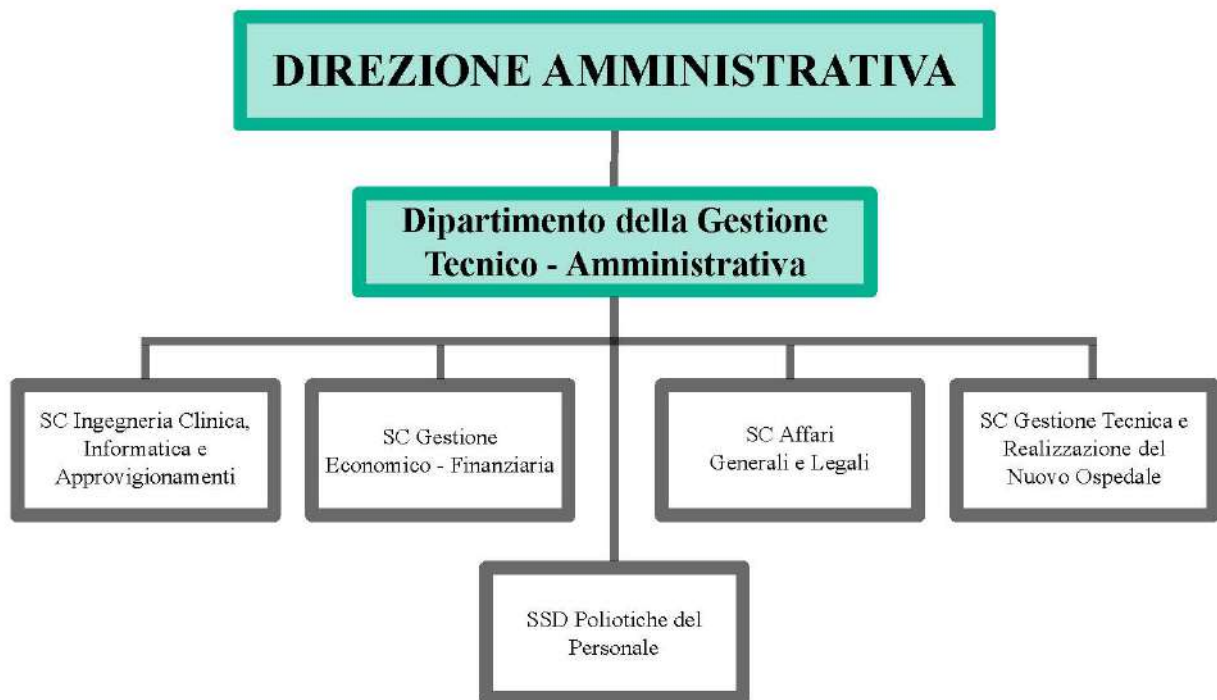 DIREZIONE AMMINISTRATIVA
Dipartimento della Gestione
Tecnico - Amministrativa
SC Ingegneria Clinica,
Informatica e
Approvigionamenti
SC Gestione
Economico - Finanziaria
SC Affari
Generali e Legali
SC Gestione Tecnica e
Realizzazione del
Nuovo Ospedale
SSD Poliotiche del
Personale